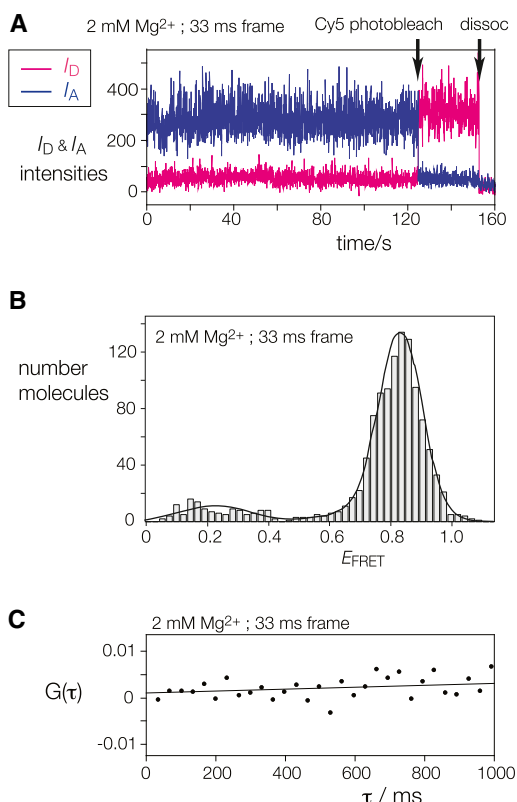 A
2 mM Mg2+ ; 33 ms frame
Cy5 photobleach
dissoc
ID
IA
ID & IA
intensities
400
200
0
0 40 80 120 160
time/s
B
2 mM Mg2+ ; 33 ms frame
number
molecules
120
80
40
0
0 0.2 0.4 0.6 0.8 1.0
EFRET
C
2 mM Mg2+ ; 33 ms frame
G(τ)
0.01
0
-0.01
0 200 400 600 800 1000
τ / ms